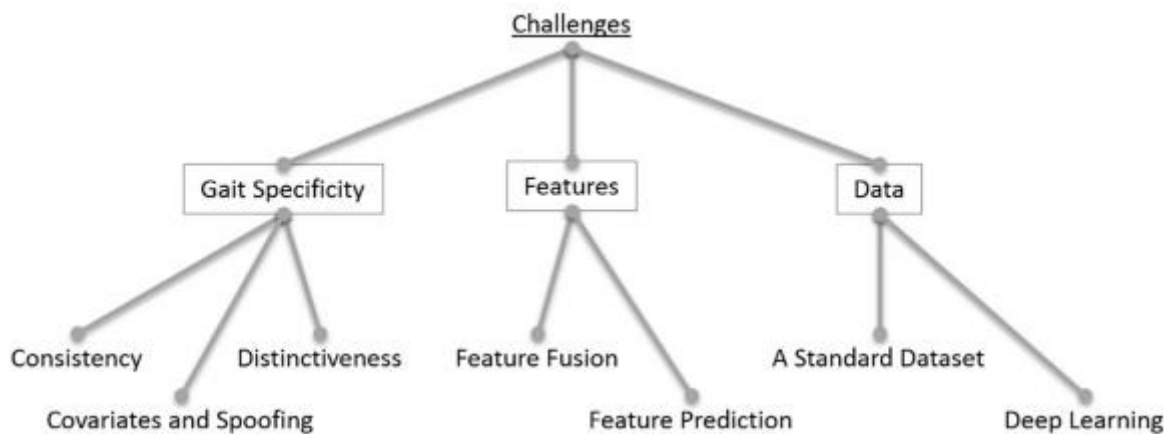 Challenges
Gait Specificity
Features
Data
Consistency
Distinctiveness
Feature Fusion
A Standard Dataset
Covariates and Spoofing
Feature Prediction
Deep Learning